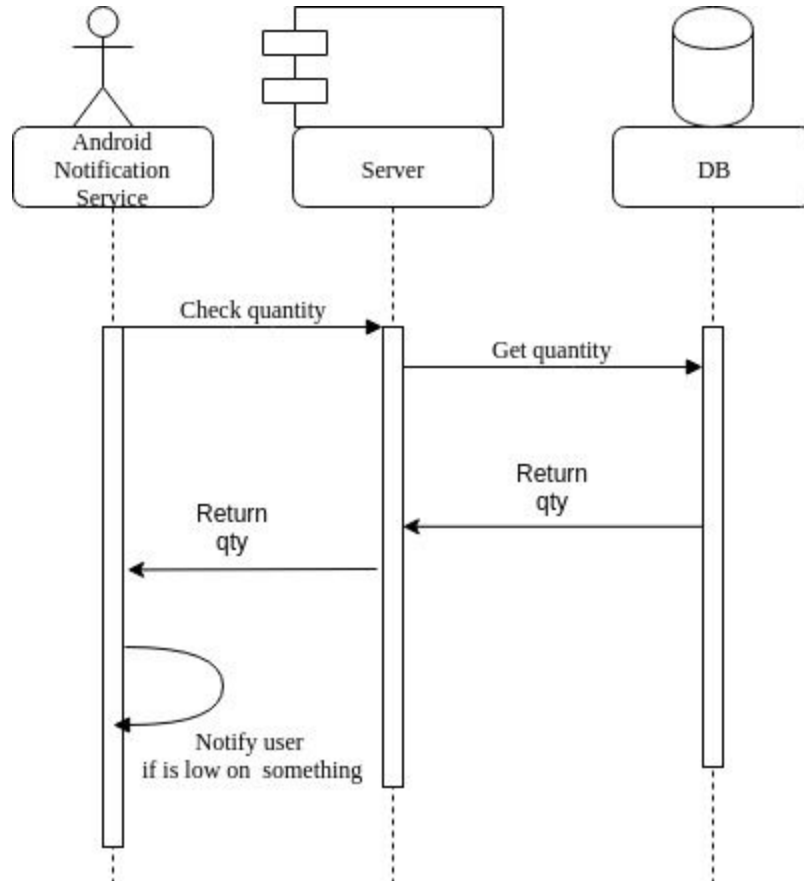 Android
Notification
Service
Server
DB
Check quantity
Get quantity
Return
qty
Return
qty
Notify user
if is low on  something